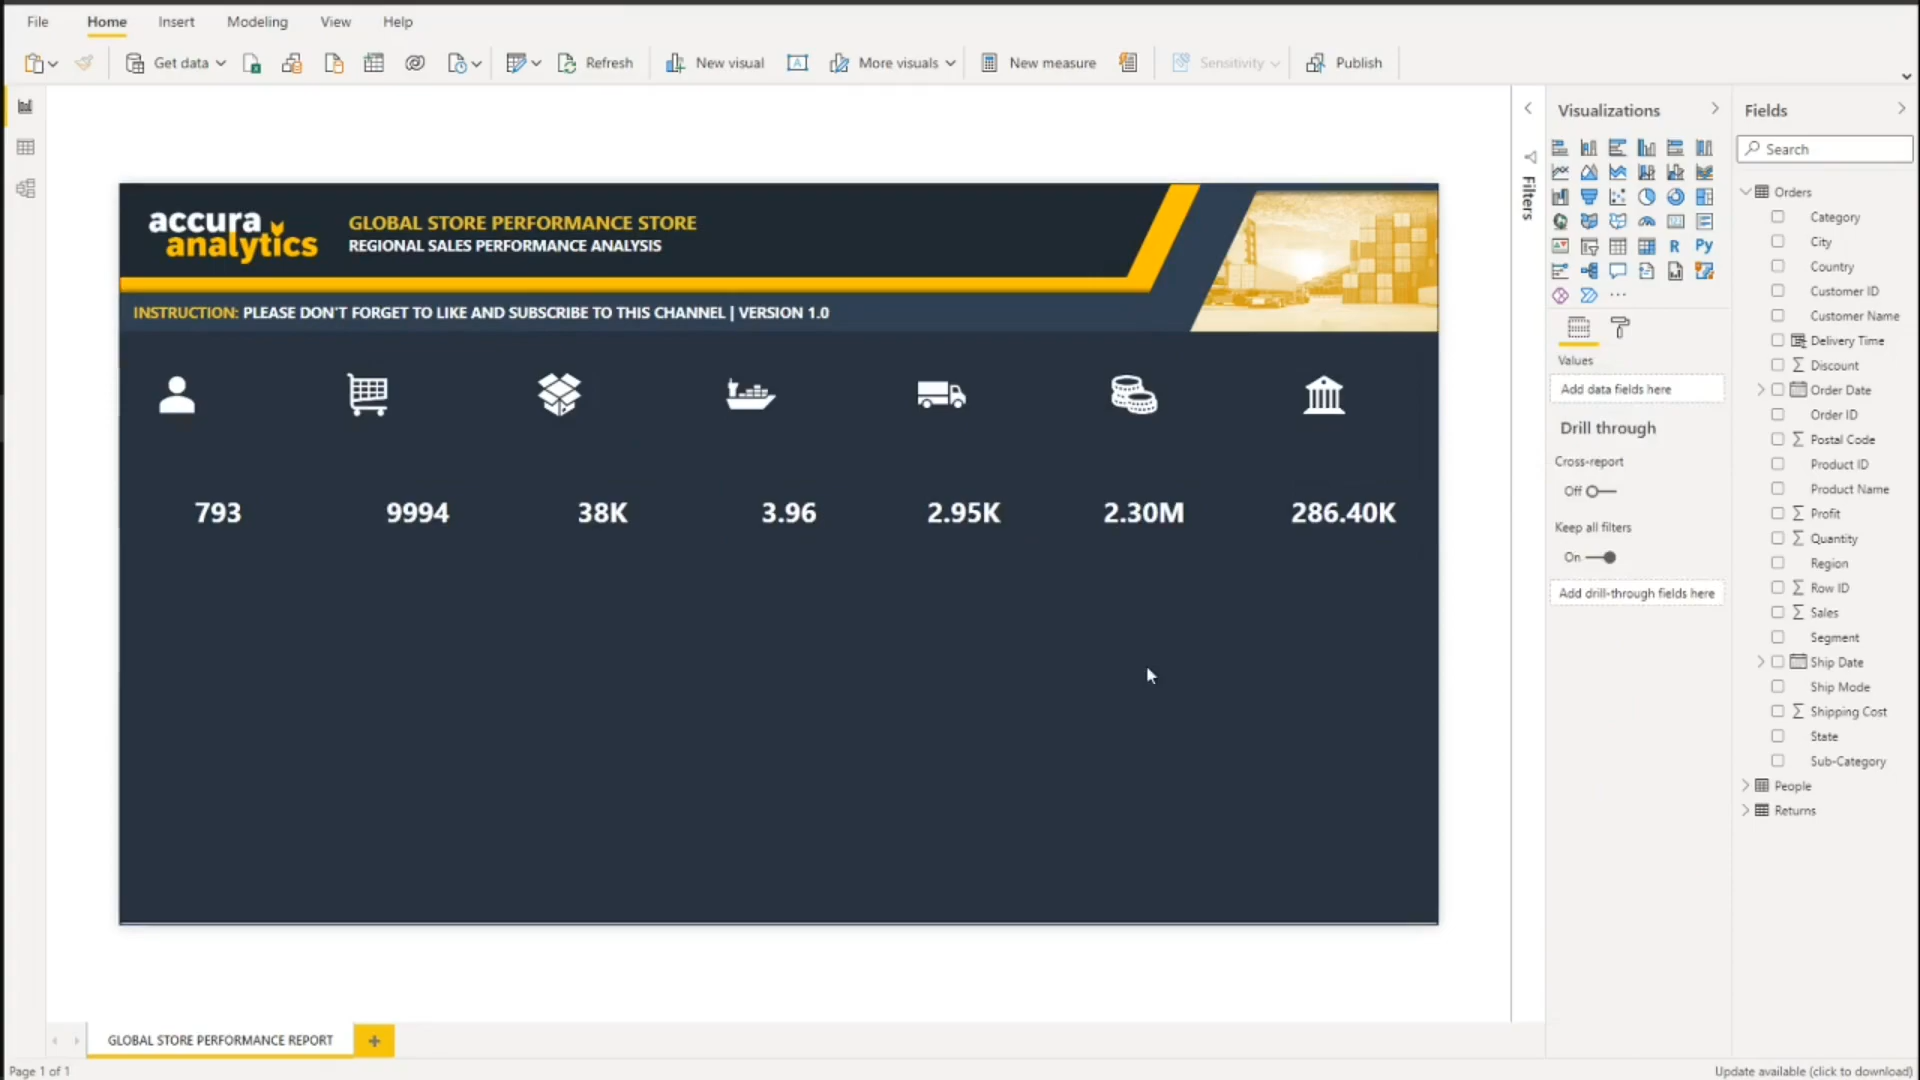 File Home Insert Modeling View Help
Get data Refresh New visual More visuals New measure Sensitivity Publish
accura
analytics
GLOBAL STORE PERFORMANCE STORE
REGIONAL SALES PERFORMANCE ANALYSIS
INSTRUCTION: PLEASE DON'T FORGET TO LIKE AND SUBSCRIBE TO THIS CHANNEL | VERSION 1.0
793 9994 38K 3.96 2.95K 2.30M 286.40K
Filters
Visualizations
R Py
Values
Add data fields here
Drill through
Cross-report
Off
Keep all filters
On
Add drill-through fields here
Fields
Search
Orders
Category
City
Country
Customer ID
Customer Name
Delivery Time
Discount
Order Date
Order ID
Postal Code
Product ID
Product Name
Profit
Quantity
Region
Row ID
Sales
Segment
Ship Date
Ship Mode
Shipping Cost
State
Sub-Category
People
Returns
GLOBAL STORE PERFORMANCE REPORT
Page 1 of 1
Update available (click to download)